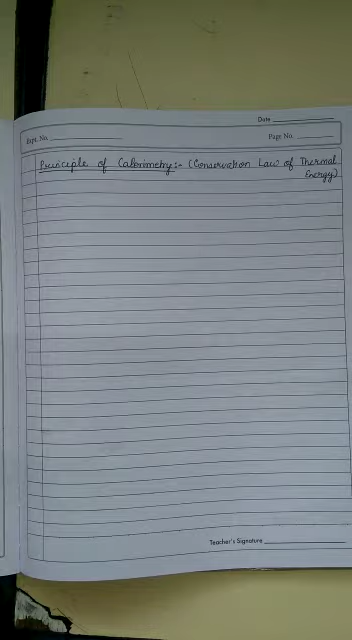 Date
Expt. No.
Page No.
Principle of Calorimetry:- (Conservation Law of Thermal
Energy)
Teacher's Signature